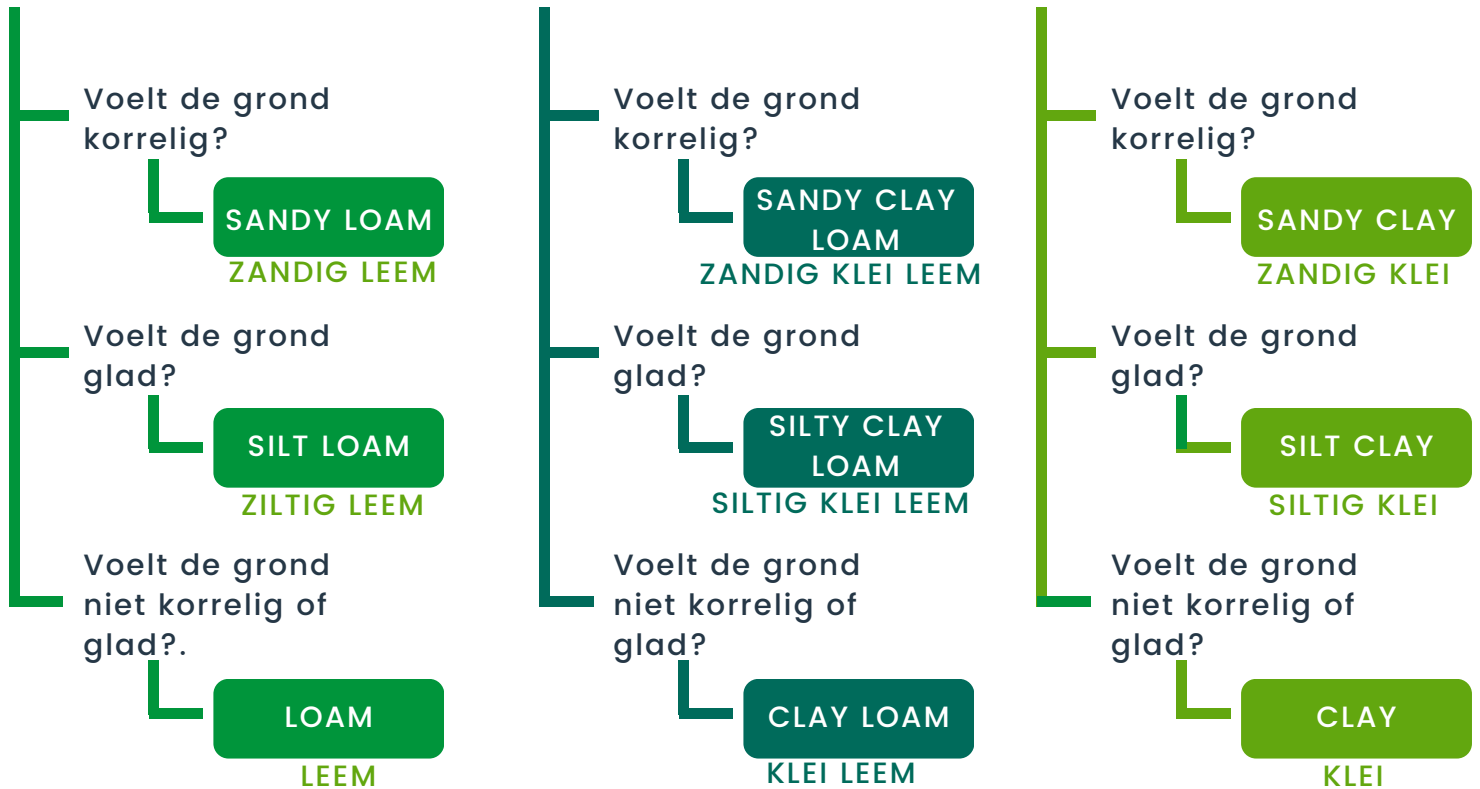 Voelt de grond
korrelig?
SANDY LOAM
ZANDIG LEEM
Voelt de grond
glad?
SILT LOAM
ZILTIG LEEM
Voelt de grond
niet korrelig of
glad?.
LOAM
LEEM
Voelt de grond
korrelig?
SANDY CLAY
LOAM
ZANDIG KLEI LEEM
Voelt de grond
glad?
SILTY CLAY
LOAM
SILTIG KLEI LEEM
Voelt de grond
niet korrelig of
glad?
CLAY LOAM
KLEI LEEM
Voelt de grond
korrelig?
SANDY CLAY
ZANDIG KLEI
Voelt de grond
glad?
SILT CLAY
SILTIG KLEI
Voelt de grond
niet korrelig of
glad?
CLAY
KLEI